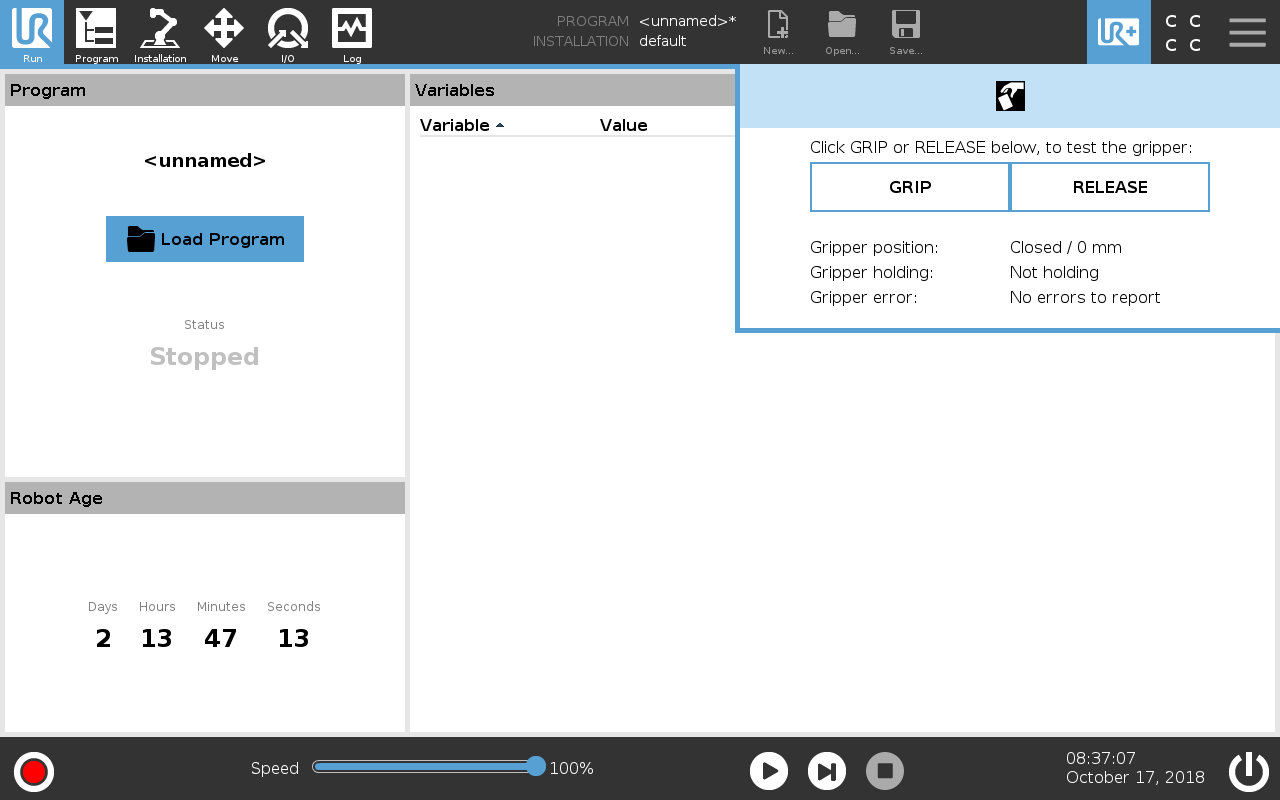 Run
Program
Installation
Move
I/O
Log
PROGRAM <unnamed>*
INSTALLATION default
New...
Open...
Save...
UR+
C C
C C
Program
<unnamed>
Load Program
Status
Stopped
Robot Age
Days Hours Minutes Seconds
2 13 47 13
Variables
Variable Value
Click GRIP or RELEASE below, to test the gripper:
GRIP RELEASE
Gripper position: Closed / 0 mm
Gripper holding: Not holding
Gripper error: No errors to report
Speed 100%
08:37:07
October 17, 2018